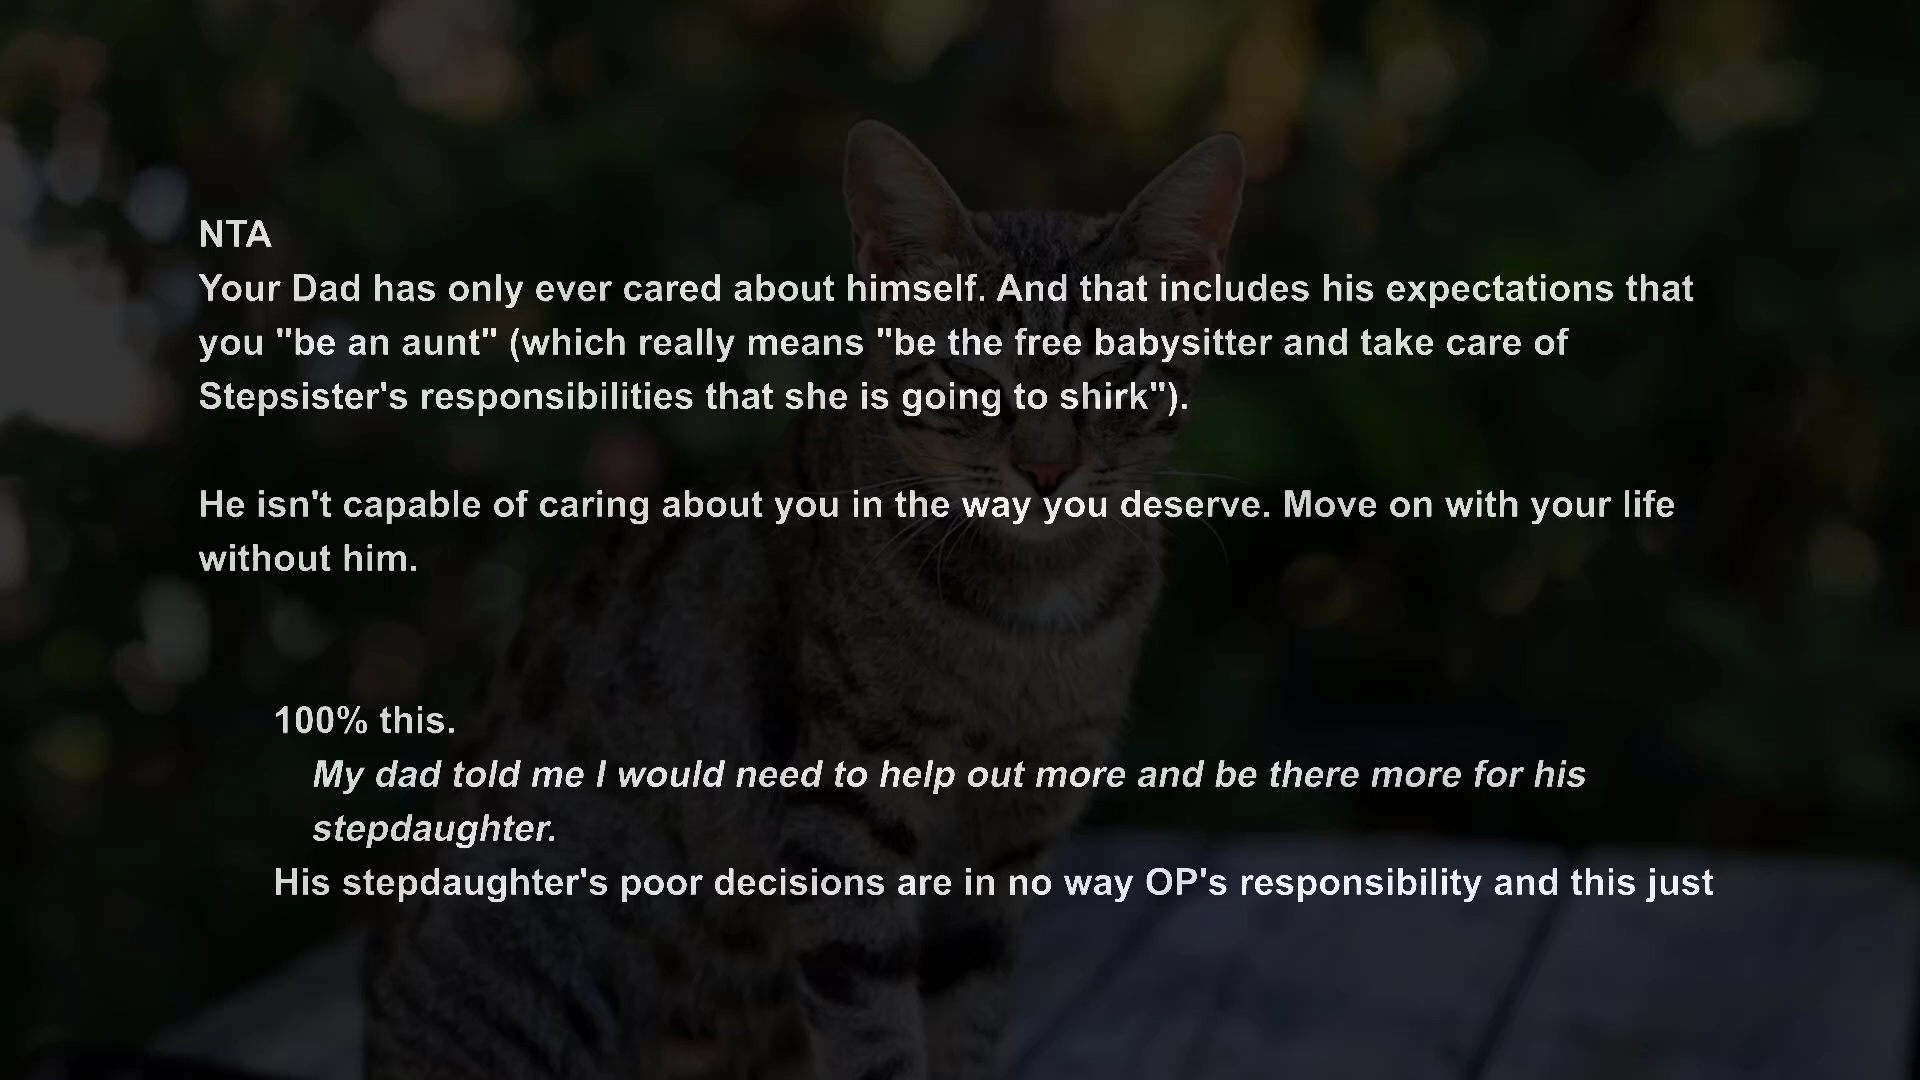 NTA
Your Dad has only ever cared about himself. And that includes his expectations that
you "be an aunt" (which really means "be the free babysitter and take care of
Stepsister's responsibilities that she is going to shirk").
He isn't capable of caring about you in the way you deserve. Move on with your life
without him.
100% this.
My dad told me I would need to help out more and be there more for his
stepdaughter.
His stepdaughter's poor decisions are in no way OP's responsibility and this just